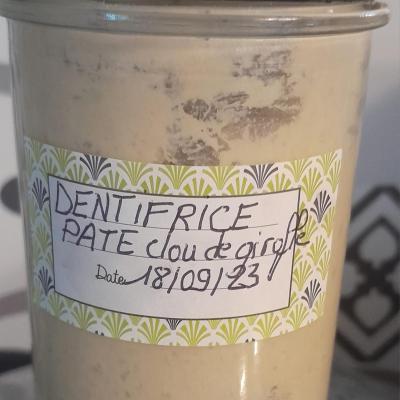 DENTIFRICE
PATE clou de girofle
Date 18/09/23